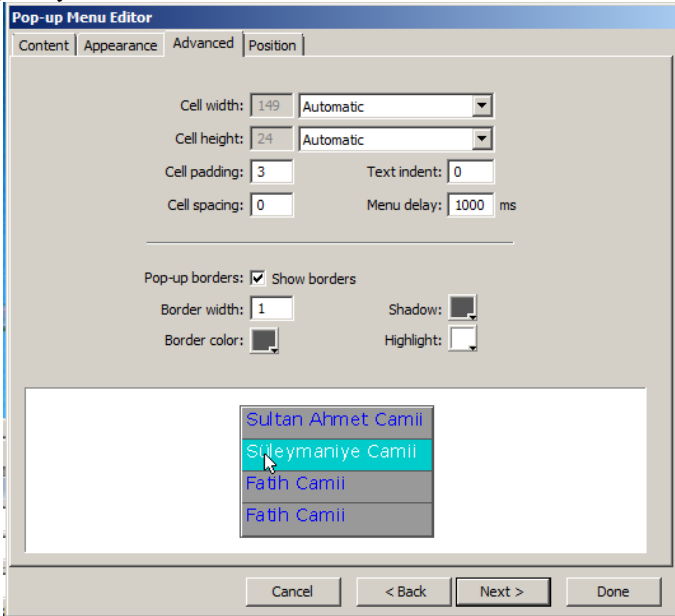 Pop-up Menu Editor
Content Appearance Advanced Position
Cell width: 149 Automatic
Cell height: 24 Automatic
Cell padding: 3 Text indent: 0
Cell spacing: 0 Menu delay: 1000 ms
Pop-up borders: Show borders
Border width: 1 Shadow:
Border color: Highlight:
Sultan Ahmet Camii
Süleymaniye Camii
Fatih Camii
Fatih Camii
Cancel < Back Next > Done